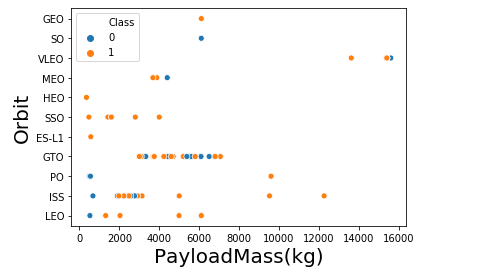 Class
0
1
GEO
SO
VLEO
MEO
HEO
SSO
ES-L1
GTO
PO
ISS
LEO
Orbit
0 2000 4000 6000 8000 10000 12000 14000 16000
PayloadMass(kg)